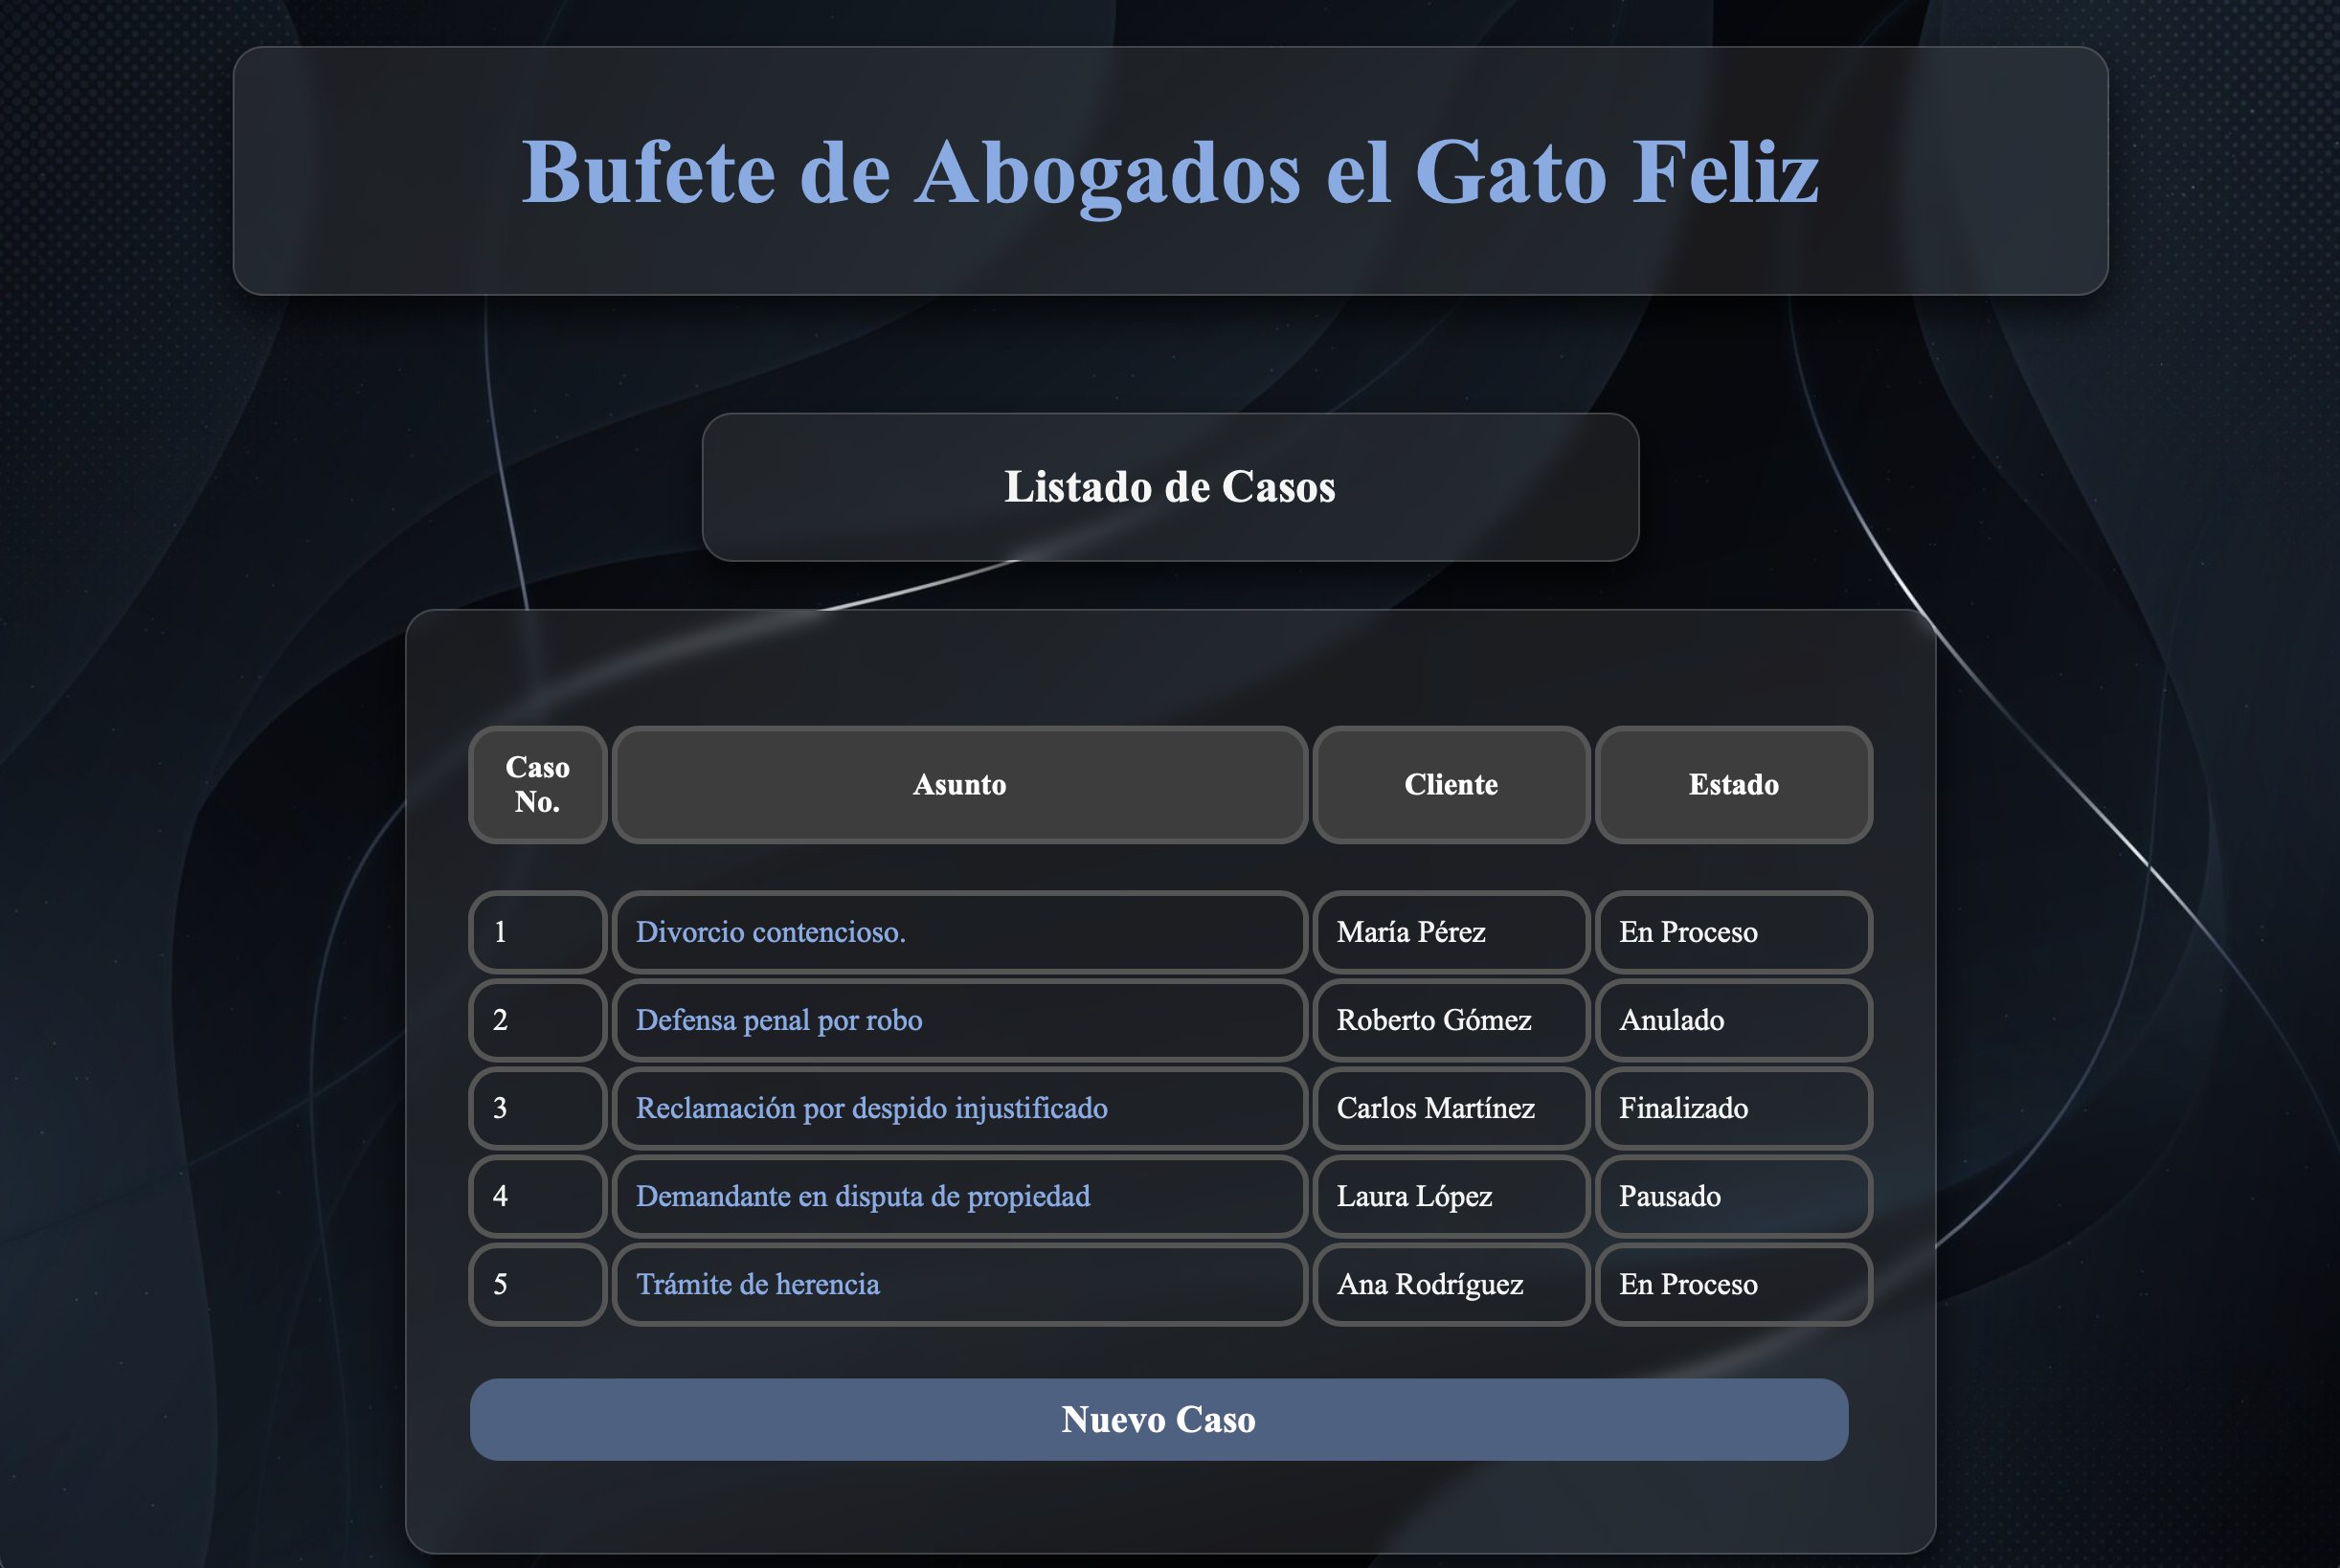 Bufete de Abogados el Gato Feliz
Listado de Casos
Caso No. Asunto Cliente Estado
1 Divorcio contencioso. María Pérez En Proceso
2 Defensa penal por robo Roberto Gómez Anulado
3 Reclamación por despido injustificado Carlos Martínez Finalizado
4 Demandante en disputa de propiedad Laura López Pausado
5 Trámite de herencia Ana Rodríguez En Proceso
Nuevo Caso